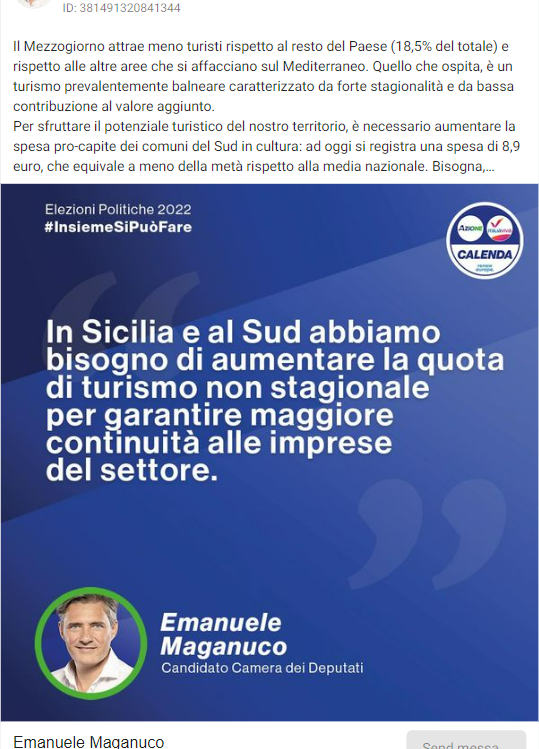 ID: 381491320841344
Il Mezzogiorno attrae meno turisti rispetto al resto del Paese (18,5% del totale) e
rispetto alle altre aree che si affacciano sul Mediterraneo. Quello che ospita, è un
turismo prevalentemente balneare caratterizzato da forte stagionalità e da bassa
contribuzione al valore aggiunto.
Per sfruttare il potenziale turistico del nostro territorio, è necessario aumentare la
spesa pro-capite dei comuni del Sud in cultura: ad oggi si registra una spesa di 8,9
euro, che equivale a meno della metà rispetto alla media nazionale. Bisogna,...
Elezioni Politiche 2022
#InsiemeSiPuòFare
AZIONE
ITALIAVIVA
CALENDA
renew
europe.
In Sicilia e al Sud abbiamo
bisogno di aumentare la quota
di turismo non stagionale
per garantire maggiore
continuità alle imprese
del settore.
Emanuele
Maganuco
Candidato Camera dei Deputati
Emanuele Maganuco
Send messa...